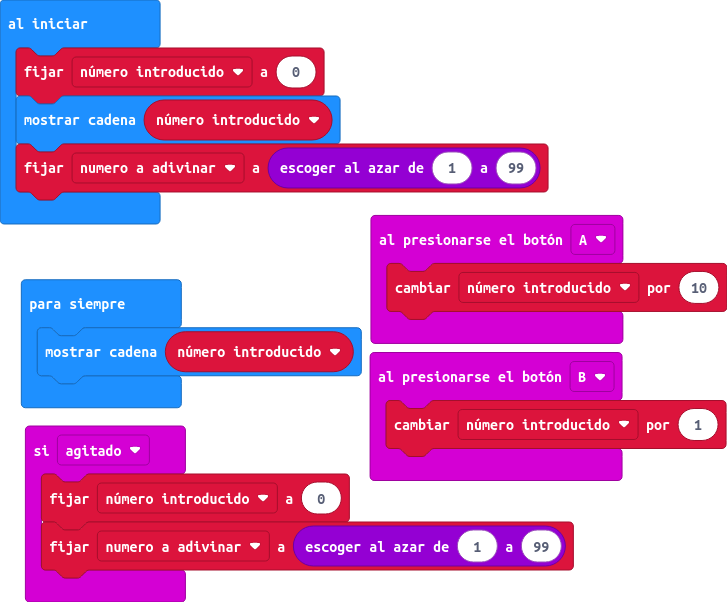 al iniciar
fijar número introducido a 0
mostrar cadena número introducido
fijar numero a adivinar a escoger al azar de 1 a 99
al presionarse el botón A
cambiar número introducido por 10
para siempre
mostrar cadena número introducido
al presionarse el botón B
cambiar número introducido por 1
si agitado
fijar número introducido a 0
fijar numero a adivinar a escoger al azar de 1 a 99